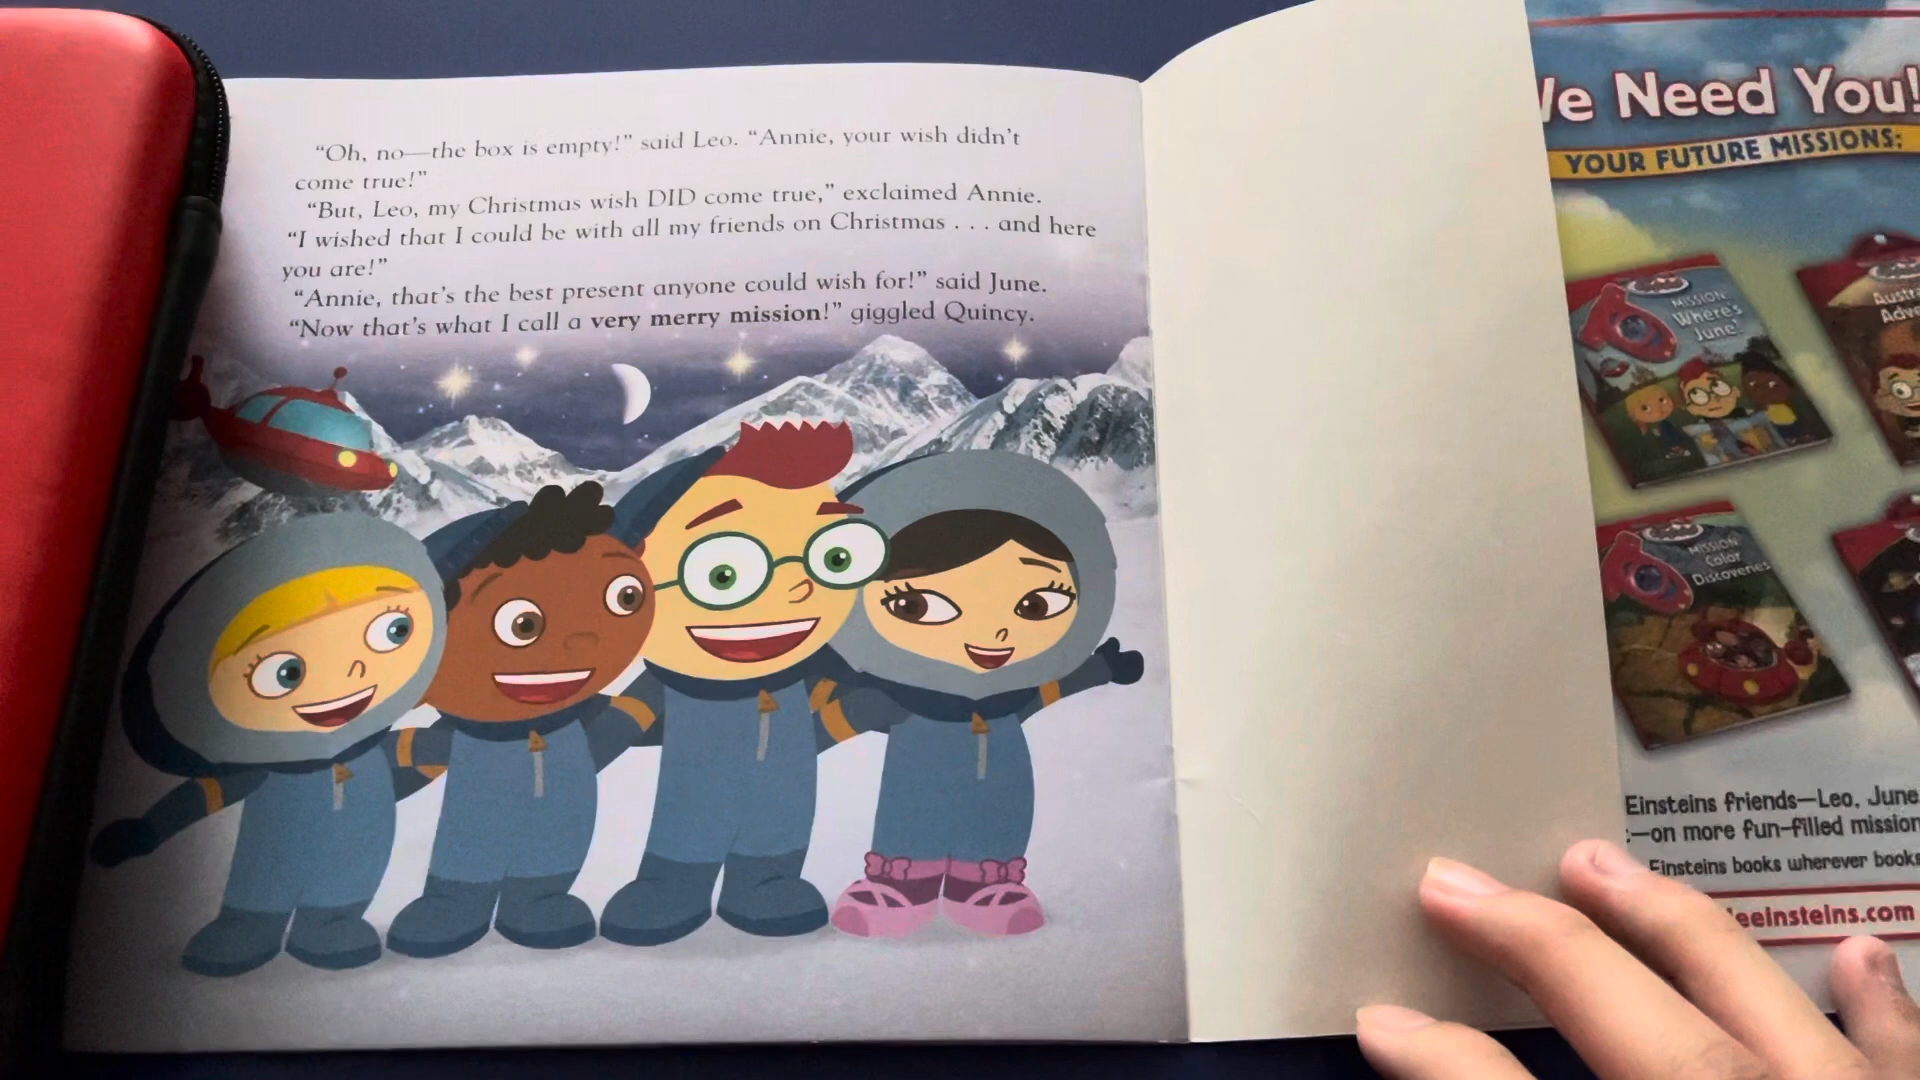 “Oh, no—the box is empty!” said Leo. “Annie, your wish didn’t
come true!”
“But, Leo, my Christmas wish DID come true,” exclaimed Annie.
“I wished that I could be with all my friends on Christmas . . . and here
you are!”
“Annie, that’s the best present anyone could wish for!” said June.
“Now that’s what I call a very merry mission!” giggled Quincy.
Need You!
YOUR FUTURE MISSIONS:
MISSION
Where's
June?
MISSION
Color
Discoveries
Einsteins friends—Leo, June
—on more fun-filled mission
Einsteins books wherever books
eeinsteins.com